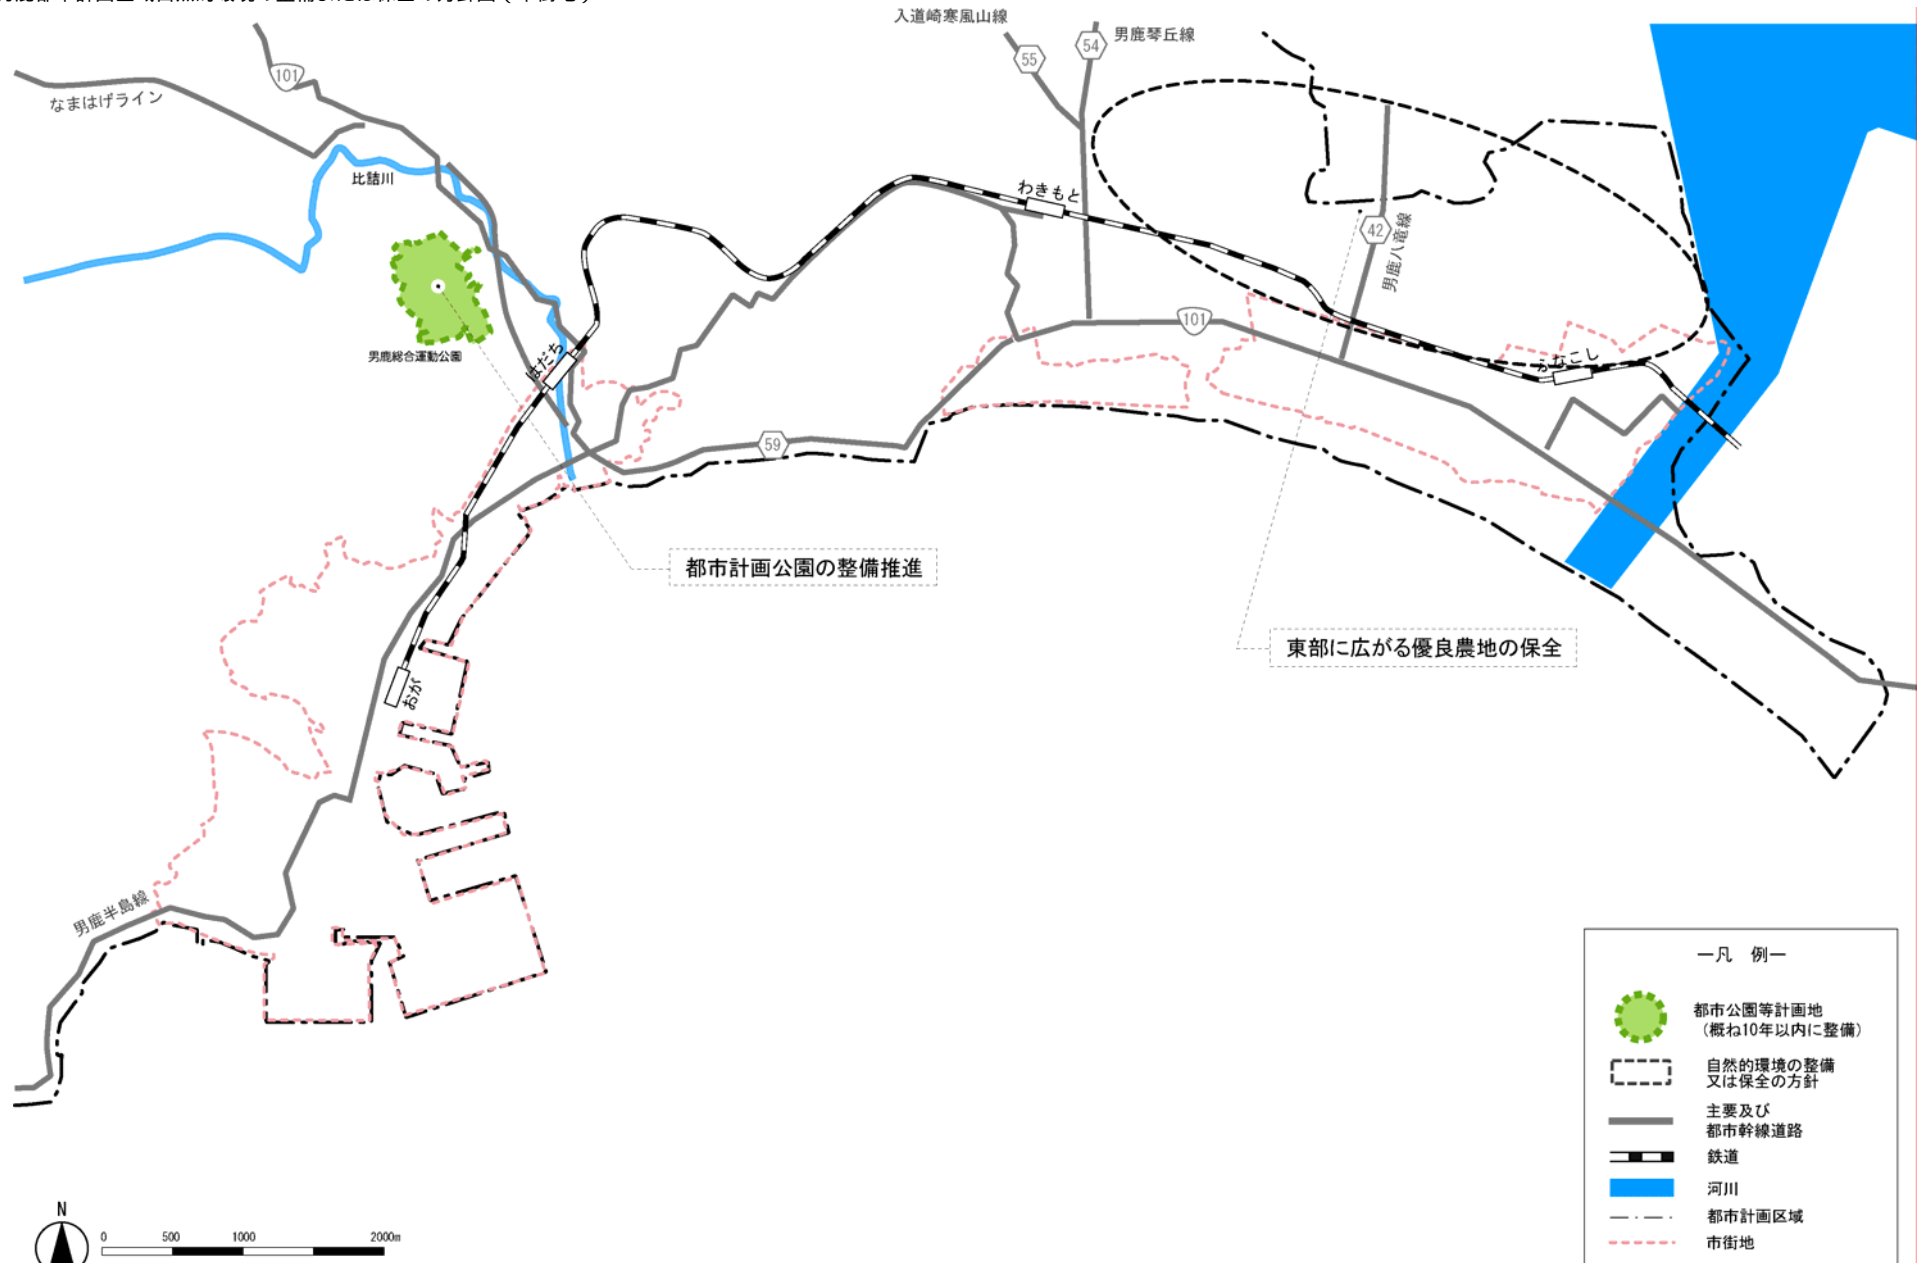 入道崎寒風山線
男鹿琴丘線
54
55
101
なまはげライン
比詰川
わきもと
42
男鹿八竜線
101
男鹿総合運動公園
はだち
ふなこし
59
都市計画公園の整備推進
東部に広がる優良農地の保全
おが
男鹿半島線
—凡 例—
都市公園等計画地
(概ね10年以内に整備)
自然的環境の整備
又は保全の方針
主要及び
都市幹線道路
鉄道
河川
都市計画区域
市街地
N
0 500 1000 2000m